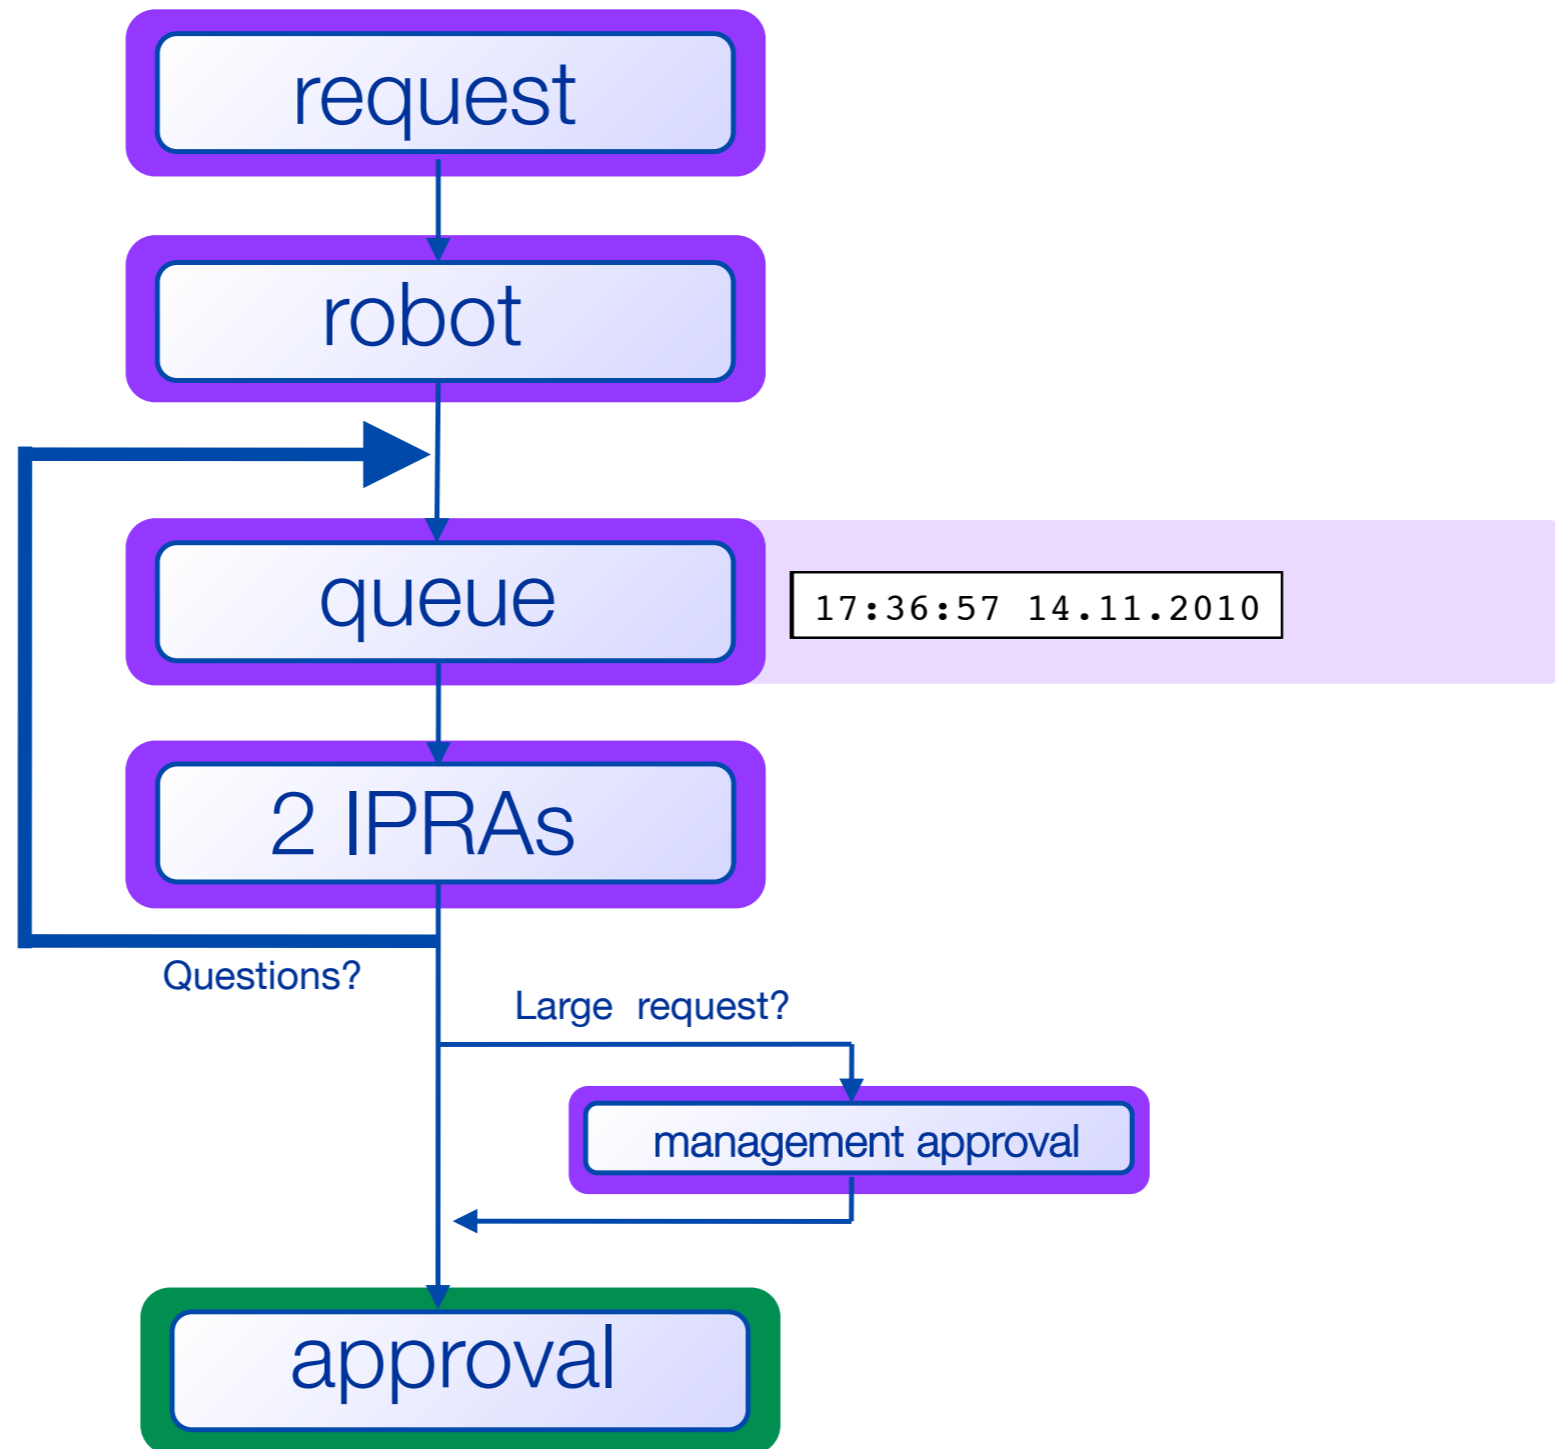 request
robot
queue
17:36:57 14.11.2010
2 IPRAs
Questions?
Large request?
management approval
approval